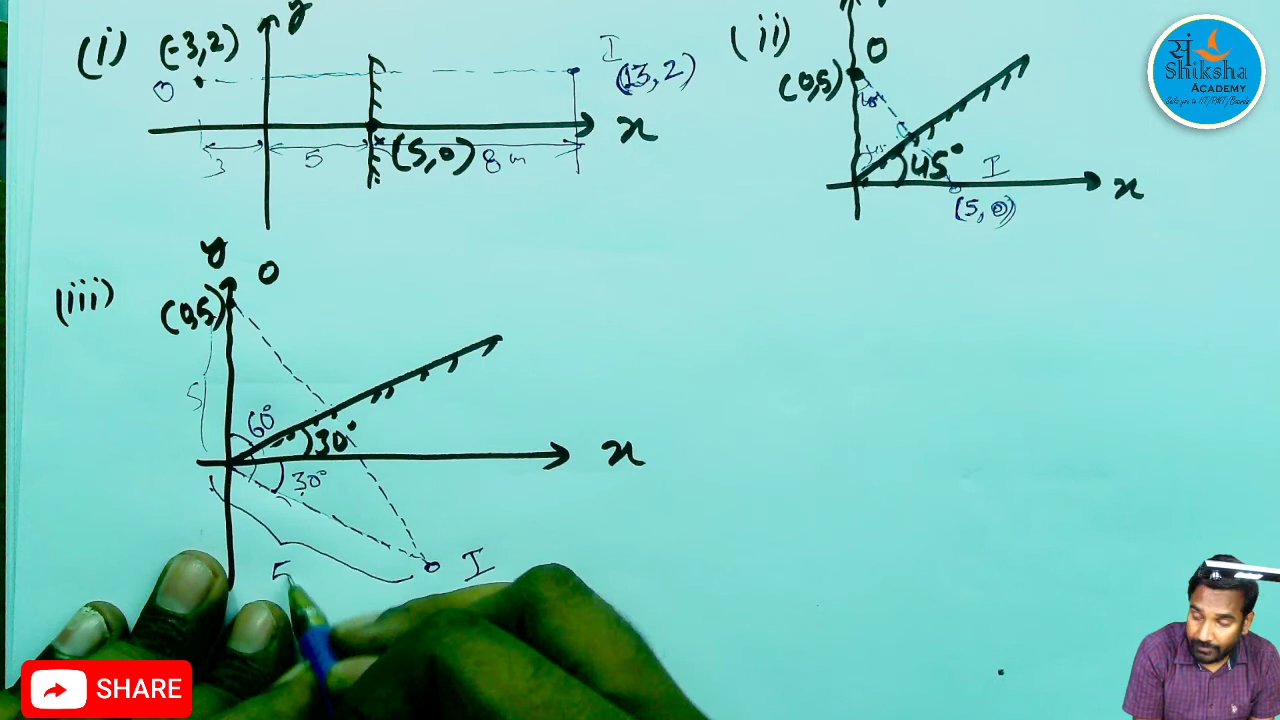 (i) (-3,2) y
O I
(13,2)
x
3 5 (5,0) 8
(ii) O
(0,5)
45° I
x
(5,0)
y O
(iii) (0,5)
5
60° 30°
x
30°
I
5
सं
Shiksha
ACADEMY
SHARE